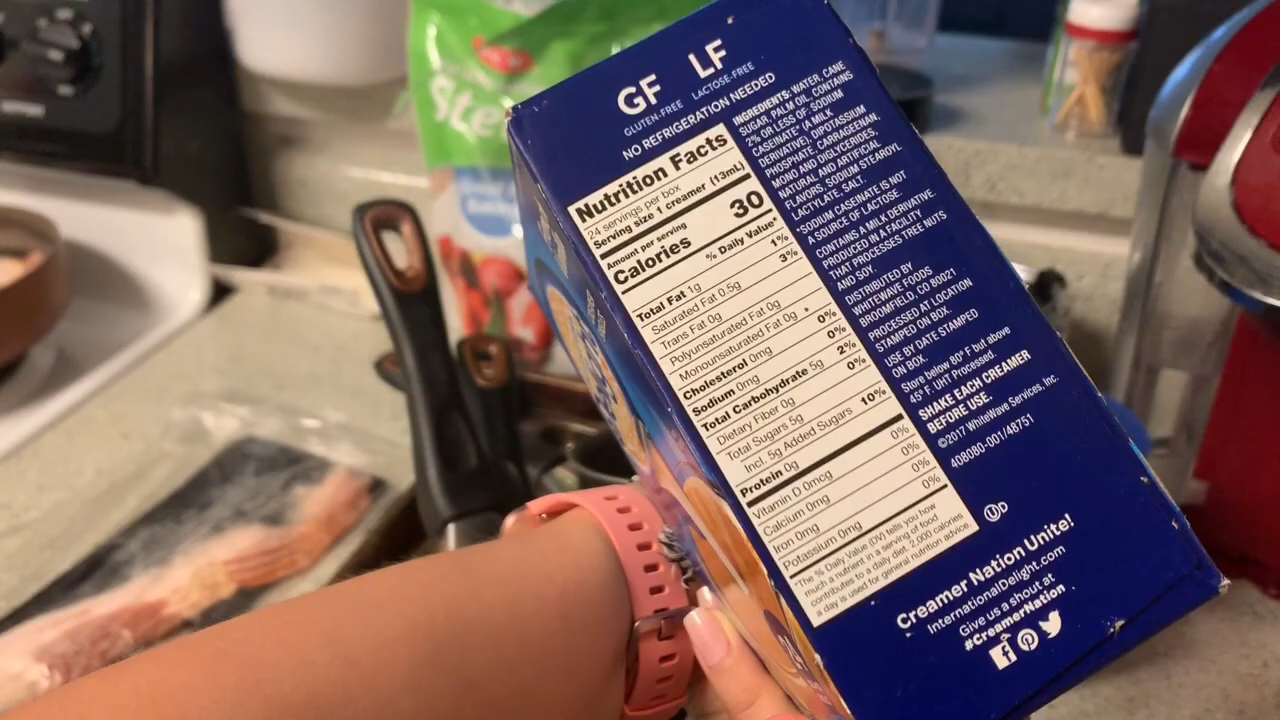 GF LF
GLUTEN-FREE LACTOSE-FREE
NO REFRIGERATION NEEDED
Nutrition Facts
24 servings per box
Serving size 1 creamer (13mL)
Amount per serving
Calories 30
% Daily Value*
Total Fat 1g 1%
Saturated Fat 0.5g 3%
Trans Fat 0g
Polyunsaturated Fat 0g
Monounsaturated Fat 0g
Cholesterol 0mg 0%
Sodium 0mg 0%
Total Carbohydrate 5g 2%
Dietary Fiber 0g 0%
Total Sugars 5g
Incl. 5g Added Sugars 10%
Protein 0g
Vitamin D 0mcg 0%
Calcium 0mg 0%
Iron 0mg 0%
Potassium 0mg 0%
*The % Daily Value (DV) tells you how
much a nutrient in a serving of food
contributes to a daily diet. 2,000 calories
a day is used for general nutrition advice.
INGREDIENTS: WATER, CANE
SUGAR, PALM OIL, CONTAINS
2% OR LESS OF: SODIUM
CASEINATE* (A MILK
DERIVATIVE), DIPOTASSIUM
PHOSPHATE, CARRAGEENAN,
MONO AND DIGLYCERIDES,
NATURAL AND ARTIFICIAL
FLAVORS, SODIUM STEAROYL
LACTYLATE, SALT.
*SODIUM CASEINATE IS NOT
A SOURCE OF LACTOSE.
CONTAINS A MILK DERIVATIVE
PRODUCED IN A FACILITY
THAT PROCESSES TREE NUTS
AND SOY.
DISTRIBUTED BY
WHITEWAVE FOODS
BROOMFIELD, CO 80021
PROCESSED AT LOCATION
STAMPED ON BOX.
USE BY DATE STAMPED
ON BOX.
Store below 80° F but above
45° F. UHT Processed.
SHAKE EACH CREAMER
BEFORE USE.
©2017 WhiteWave Services, Inc.
408080-001/48751
UD
Creamer Nation Unite!
InternationalDelight.com
Give us a shout at
#CreamerNation